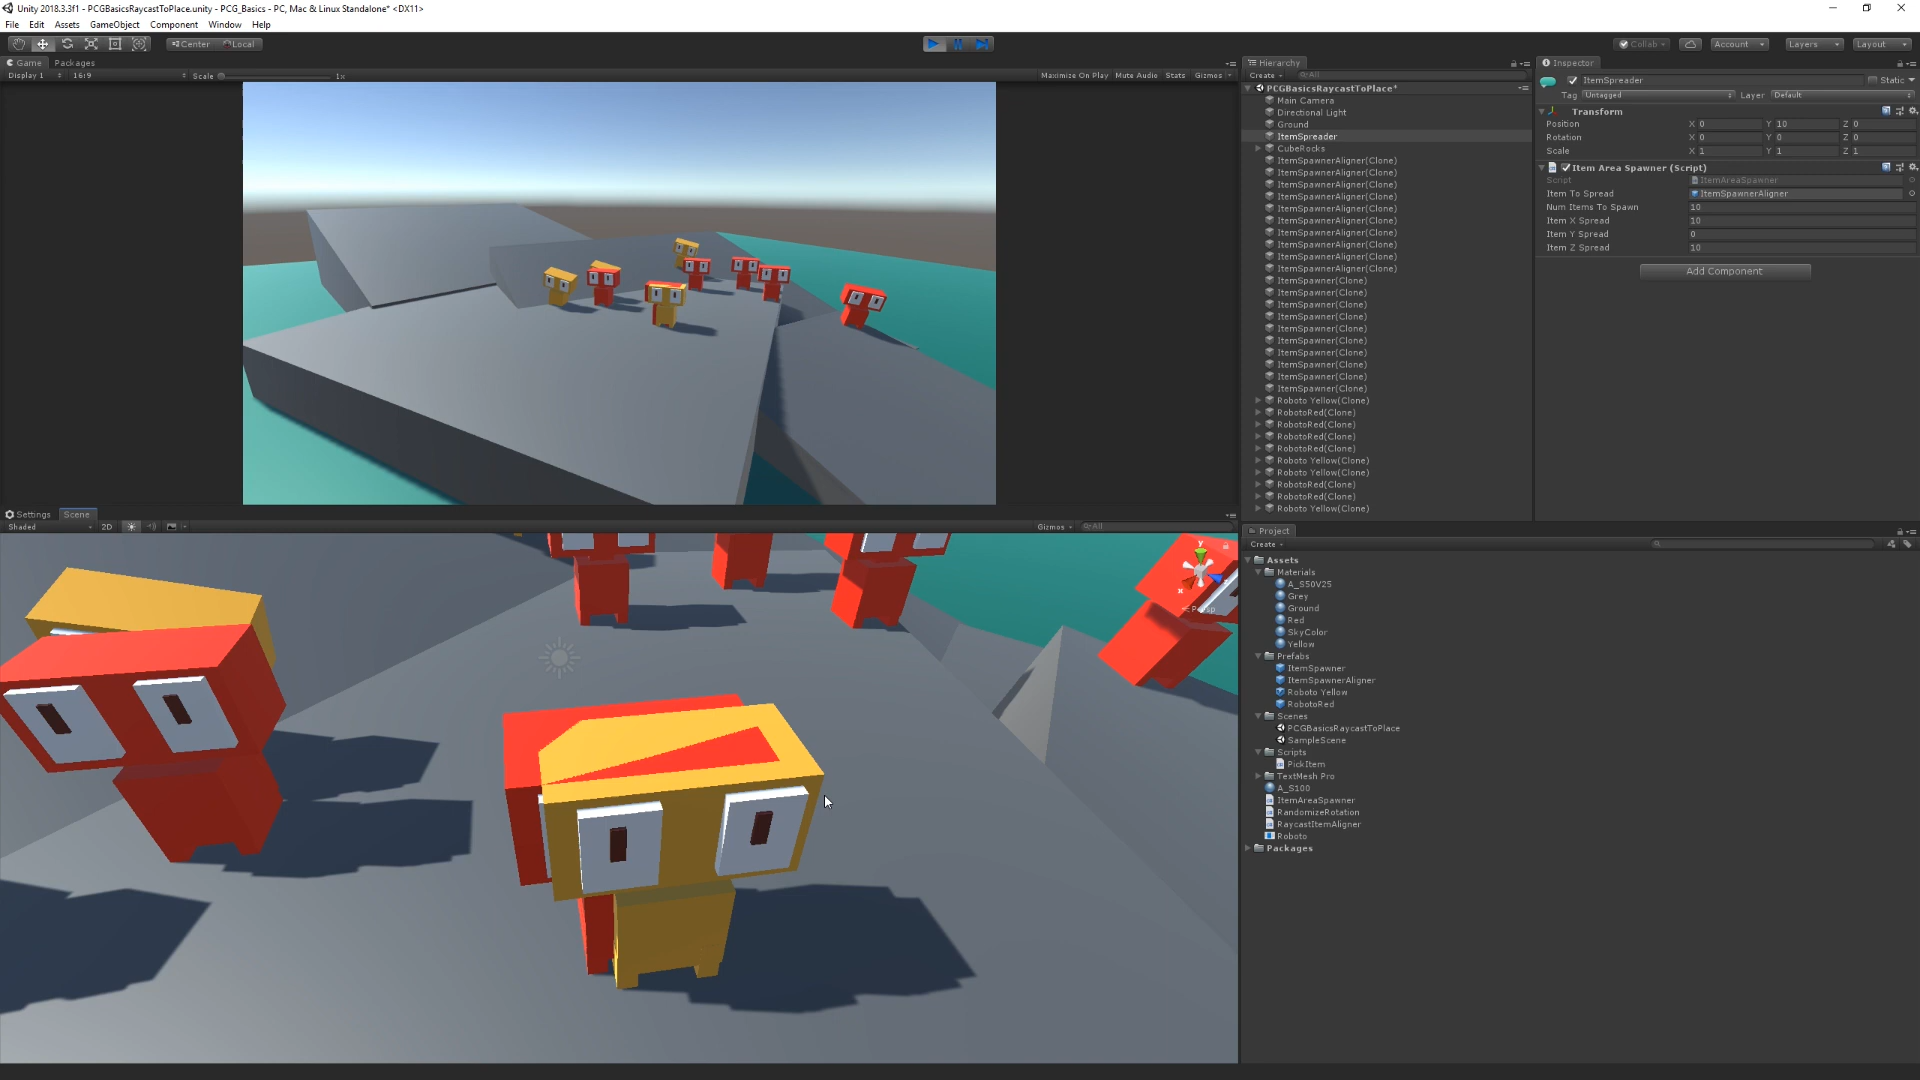 Unity 2018.3.3f1 - PCGBasicsRaycastToPlace.unity - PCG_Basics - PC, Mac & Linux Standalone* <DX11>
File Edit Assets GameObject Component Window Help
Center Local
Collab Account Layers Layout
Game Packages
Display 1 16:9 Scale 1x Maximize On Play Mute Audio Stats Gizmos
Settings Scene
Shaded 2D Gizmos All
y
x
Persp
Hierarchy
Create All
PCGBasicsRaycastToPlace*
Main Camera
Directional Light
Ground
ItemSpreader
CubeRocks
ItemSpawnerAligner(Clone)
ItemSpawnerAligner(Clone)
ItemSpawnerAligner(Clone)
ItemSpawnerAligner(Clone)
ItemSpawnerAligner(Clone)
ItemSpawnerAligner(Clone)
ItemSpawnerAligner(Clone)
ItemSpawnerAligner(Clone)
ItemSpawnerAligner(Clone)
ItemSpawnerAligner(Clone)
ItemSpawner(Clone)
ItemSpawner(Clone)
ItemSpawner(Clone)
ItemSpawner(Clone)
ItemSpawner(Clone)
ItemSpawner(Clone)
ItemSpawner(Clone)
ItemSpawner(Clone)
ItemSpawner(Clone)
ItemSpawner(Clone)
Roboto Yellow(Clone)
RobotoRed(Clone)
RobotoRed(Clone)
RobotoRed(Clone)
RobotoRed(Clone)
Roboto Yellow(Clone)
Roboto Yellow(Clone)
RobotoRed(Clone)
RobotoRed(Clone)
Roboto Yellow(Clone)
Inspector
ItemSpreader Static
Tag Untagged Layer Default
Transform
Position X 0 Y 10 Z 0
Rotation X 0 Y 0 Z 0
Scale X 1 Y 1 Z 1
Item Area Spawner (Script)
Script ItemAreaSpawner
Item To Spread ItemSpawnerAligner
Num Items To Spawn 10
Item X Spread 10
Item Y Spread 0
Item Z Spread 10
Add Component
Project
Create
Assets
Materials
A_S50V25
Grey
Ground
Red
SkyColor
Yellow
Prefabs
ItemSpawner
ItemSpawnerAligner
Roboto Yellow
RobotoRed
Scenes
PCGBasicsRaycastToPlace
SampleScene
Scripts
PickItem
TextMesh Pro
A_S100
ItemAreaSpawner
RandomizeRotation
RaycastItemAligner
Roboto
Packages